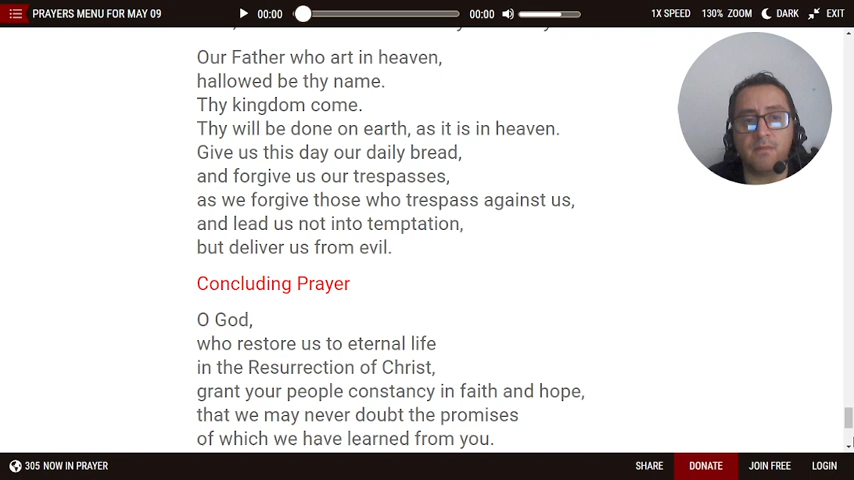 PRAYERS MENU FOR MAY 09
00:00
00:00
1X SPEED
130% ZOOM
DARK
EXIT
Our Father who art in heaven,
hallowed be thy name.
Thy kingdom come.
Thy will be done on earth, as it is in heaven.
Give us this day our daily bread,
and forgive us our trespasses,
as we forgive those who trespass against us,
and lead us not into temptation,
but deliver us from evil.
Concluding Prayer
O God,
who restore us to eternal life
in the Resurrection of Christ,
grant your people constancy in faith and hope,
that we may never doubt the promises
of which we have learned from you.
305 NOW IN PRAYER
SHARE
DONATE
JOIN FREE
LOGIN